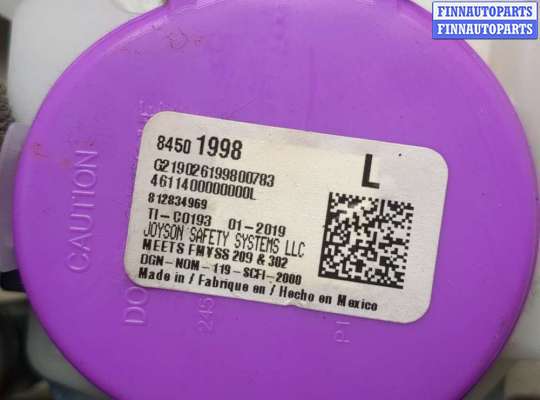 FINNAUTOPARTS
FINNAUTOPARTS
8450 1998
L
G219026199800783
4611400000000L
812834969
TI-C0193 01-2019
JOYSON SAFETY SYSTEMS LLC
MEETS FMVSS 209 & 302
DGN-NOM-119-SCFI-2000
Made in / Fabrique en / Hecho en Mexico
CAUTION